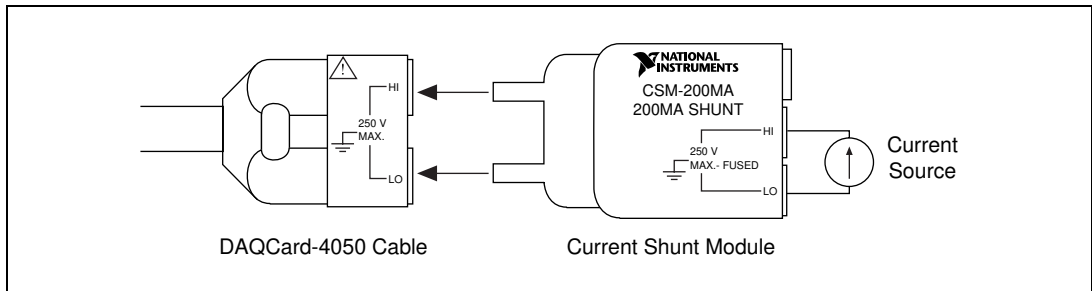 NATIONAL
INSTRUMENTS
CSM-200MA
200MA SHUNT
HI
250 V
MAX.
LO
HI
250 V
MAX.- FUSED
LO
Current
Source
DAQCard-4050 Cable
Current Shunt Module